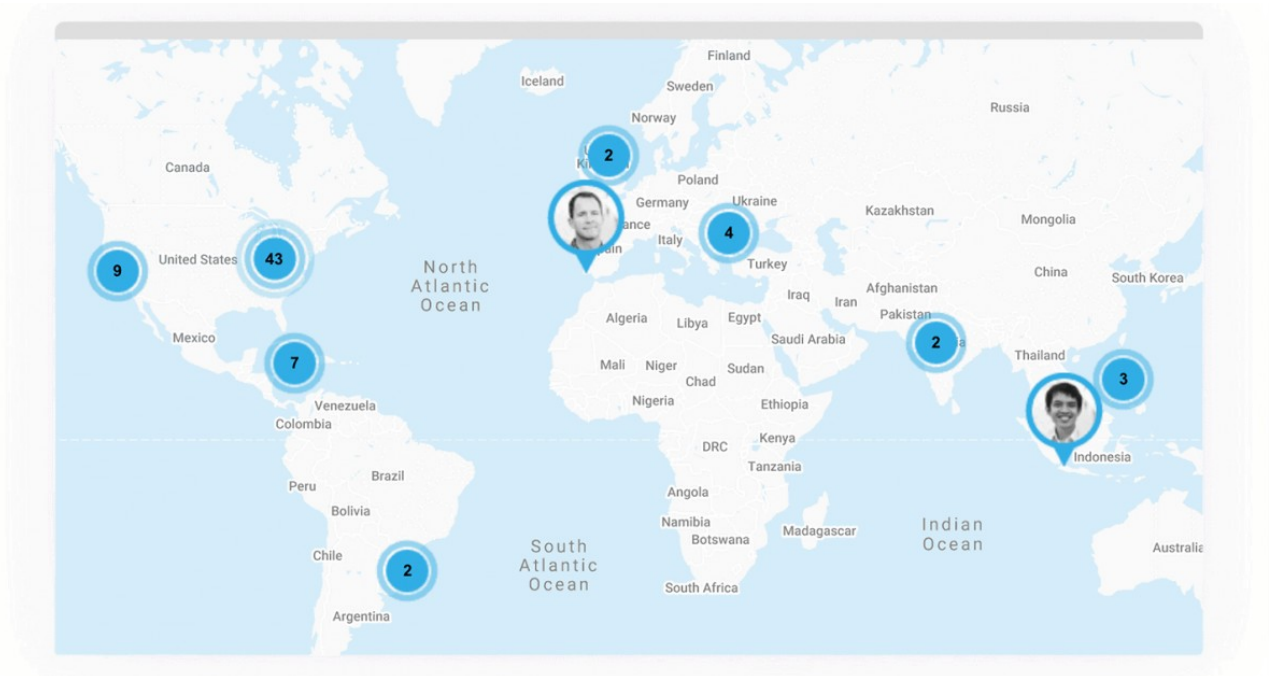 Finland
Iceland
Sweden
Russia
Norway
2
Canada
Poland
Germany
Ukraine
Kazakhstan
Mongolia
4
Italy
United States
43
9
Turkey
North
Atlantic
Ocean
China
South Korea
Afghanistan
Iraq
Iran
Pakistan
Algeria
Libya
Egypt
Mexico
Saudi Arabia
2
Thailand
7
Mali
Niger
Sudan
Chad
3
Nigeria
Ethiopia
Venezuela
Colombia
Kenya
DRC
Indonesia
Tanzania
Brazil
Peru
Angola
Bolivia
Namibia
Botswana
Madagascar
Indian
Ocean
South
Atlantic
Ocean
Chile
Australia
2
South Africa
Argentina